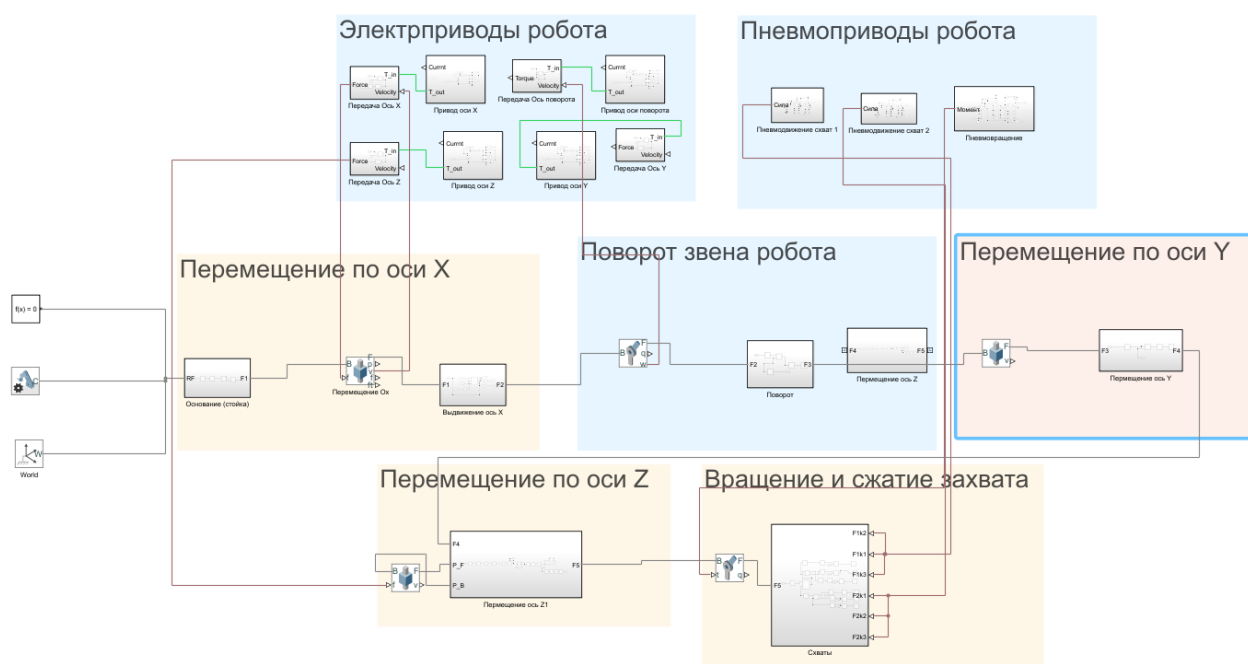 Электрприводы робота
Пневмоприводы робота
Force
T_in
Velocity
Передача Ось X
Currnt
T_out
Привод оси X
Torque
T_in
Velocity
Передача Ось поворота
Currnt
T_out
Привод оси поворота
Force
T_in
Velocity
Передача Ось Z
Currnt
T_out
Привод оси Z
Currnt
T_out
Привод оси Y
Force
T_in
Velocity
Передача Ось Y
Сила
Пневмодвижение схват 1
Сила
Пневмодвижение схват 2
Момент
Пневмовращение
Перемещение по оси X
Поворот звена робота
Перемещение по оси Y
f(x) = 0
C
W
World
RF
F1
Основание (стойка)
B
F
p
v
f
f
ft
Перемещение Ox
F1
F2
Выдвижение ось X
B
F
q
w
F2
F3
Поворот
F4
F5
Пермещение ось Z
B
F
v
F3
F4
Пермещение ось Y
Перемещение по оси Z
Вращение и сжатие захвата
B
F
f
v
F4
P_F
P_B
F5
Пермещение ось Z1
B
F
t
q
F5
F1k2
F1k1
F1k3
F2k1
F2k2
F2k3
Схваты